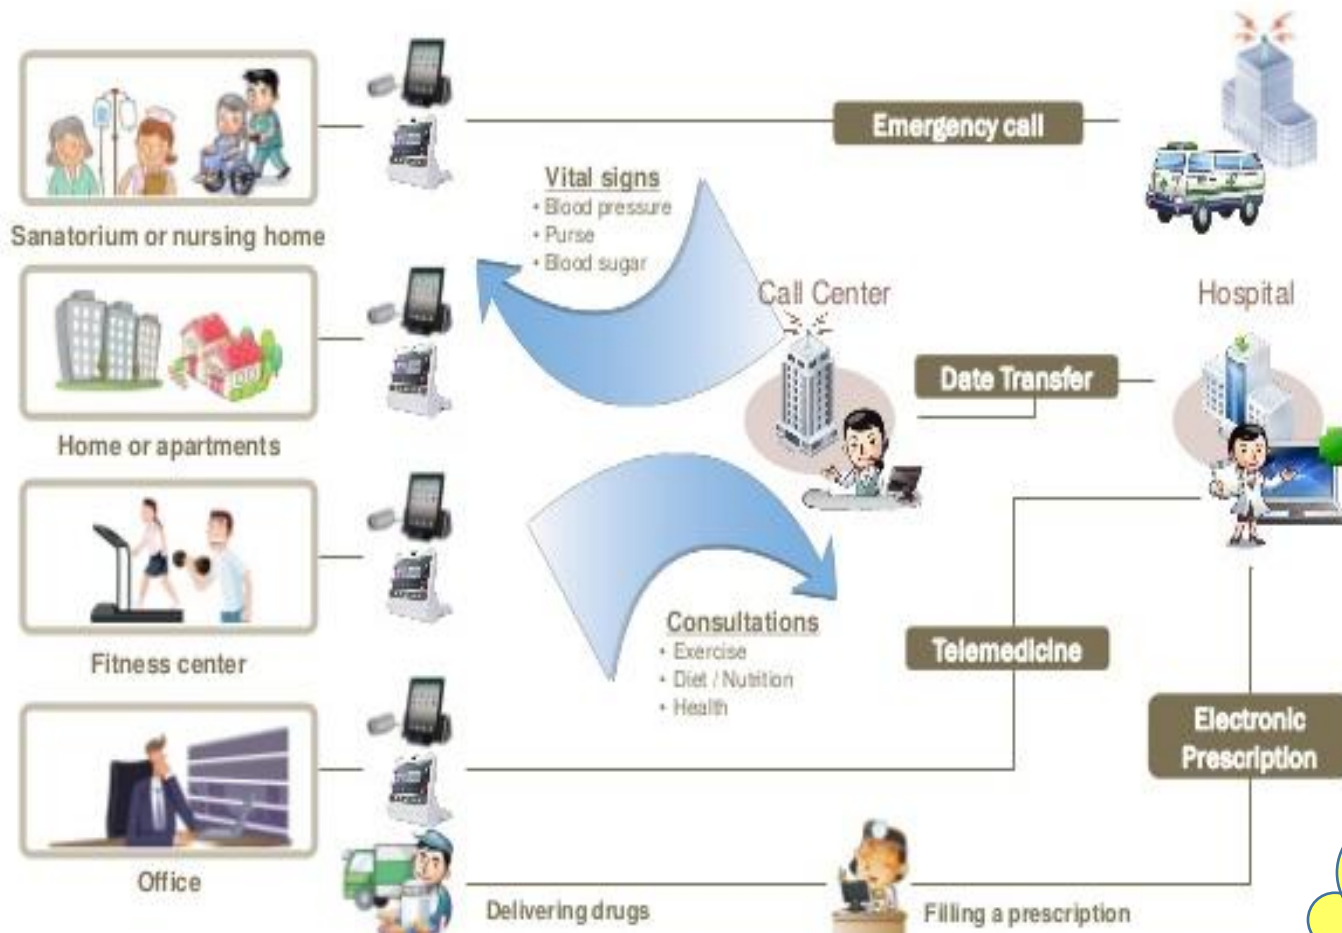 Emergency call
Vital signs
• Blood pressure
• Purse
• Blood sugar
Sanatorium or nursing home
Call Center
Hospital
Date Transfer
Home or apartments
Consultations
• Exercise
• Diet / Nutrition
• Health
Telemedicine
Fitness center
Electronic
Prescription
Office
Delivering drugs
Filling a prescription